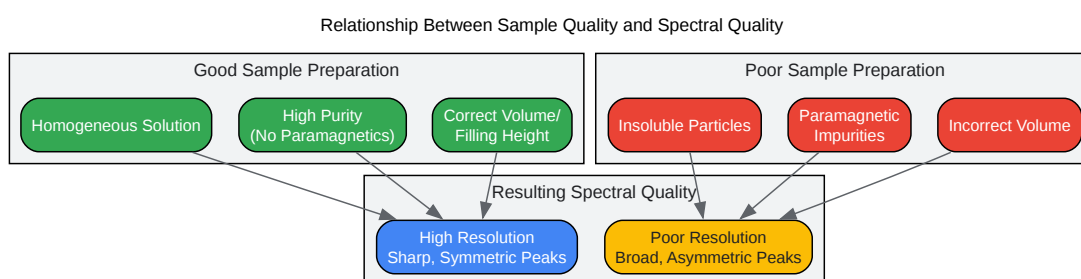 Relationship Between Sample Quality and Spectral Quality
Good Sample Preparation
Homogeneous Solution
High Purity
(No Paramagnetics)
Correct Volume/
Filling Height
Poor Sample Preparation
Insoluble Particles
Paramagnetic
Impurities
Incorrect Volume
Resulting Spectral Quality
High Resolution
Sharp, Symmetric Peaks
Poor Resolution
Broad, Asymmetric Peaks